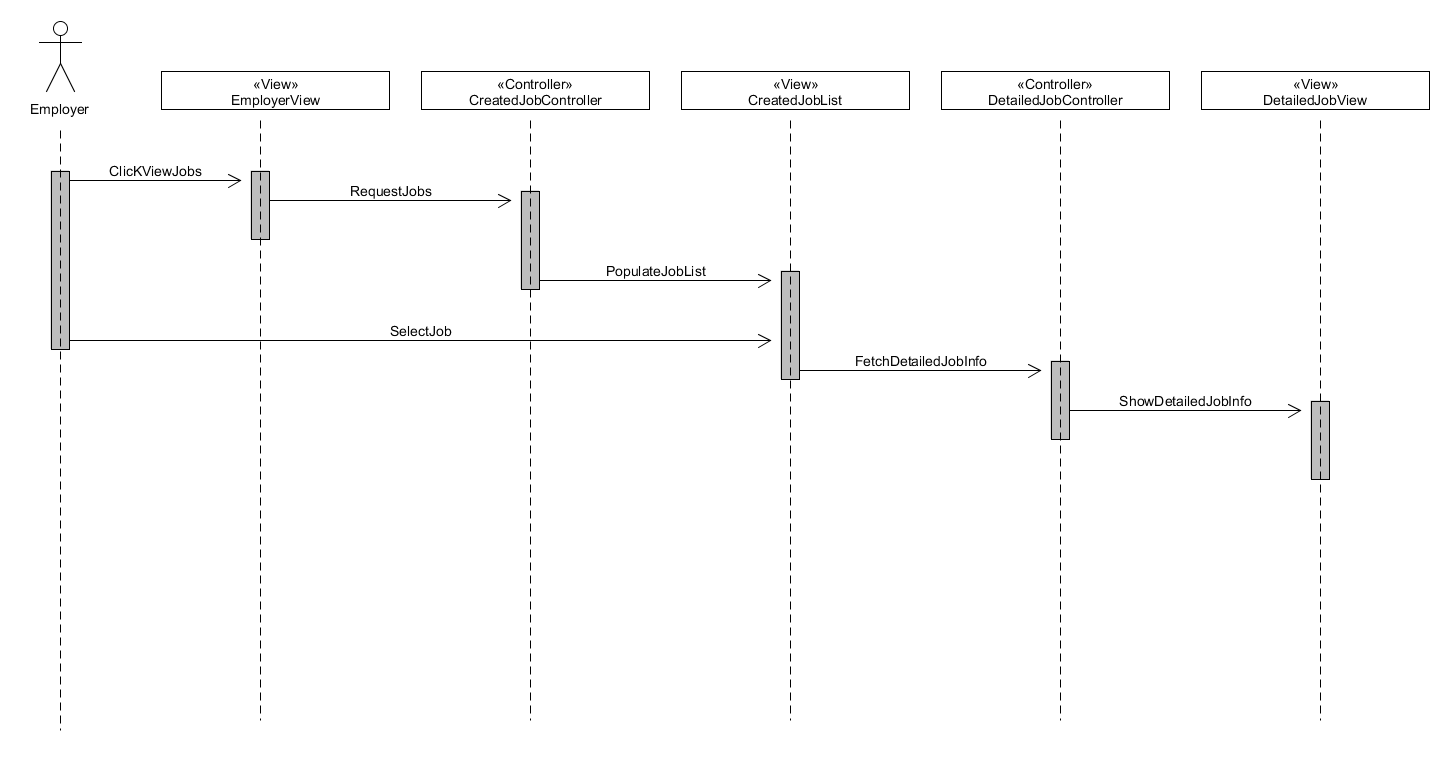 «View»
EmployerView
«Controller»
CreatedJobController
«View»
CreatedJobList
«Controller»
DetailedJobController
«View»
DetailedJobView
Employer
ClicKViewJobs
RequestJobs
PopulateJobList
SelectJob
FetchDetailedJobInfo
ShowDetailedJobInfo